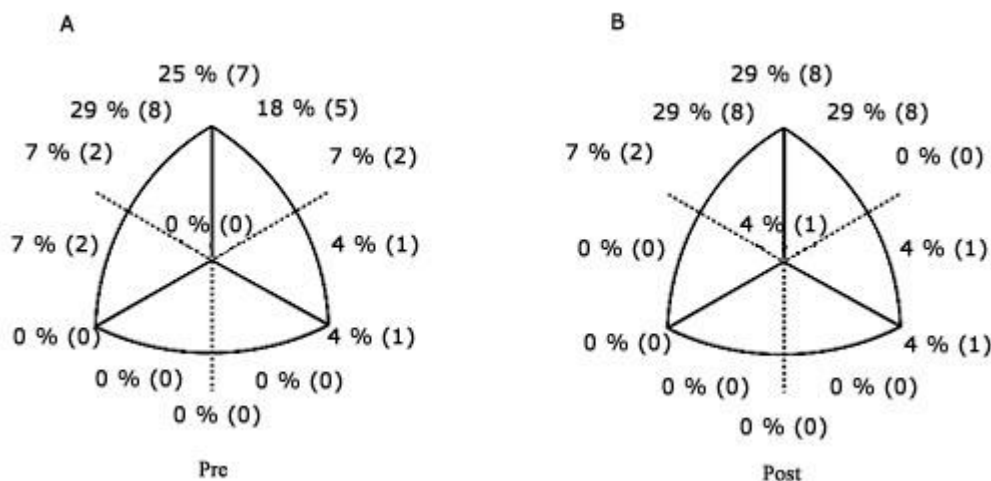 A
25 % (7)
29 % (8)
18 % (5)
7 % (2)
7 % (2)
0 % (0)
7 % (2)
4 % (1)
0 % (0)
4 % (1)
0 % (0)
0 % (0)
0 % (0)
Pre
B
29 % (8)
29 % (8)
29 % (8)
7 % (2)
0 % (0)
4 % (1)
0 % (0)
4 % (1)
0 % (0)
4 % (1)
0 % (0)
0 % (0)
0 % (0)
Post